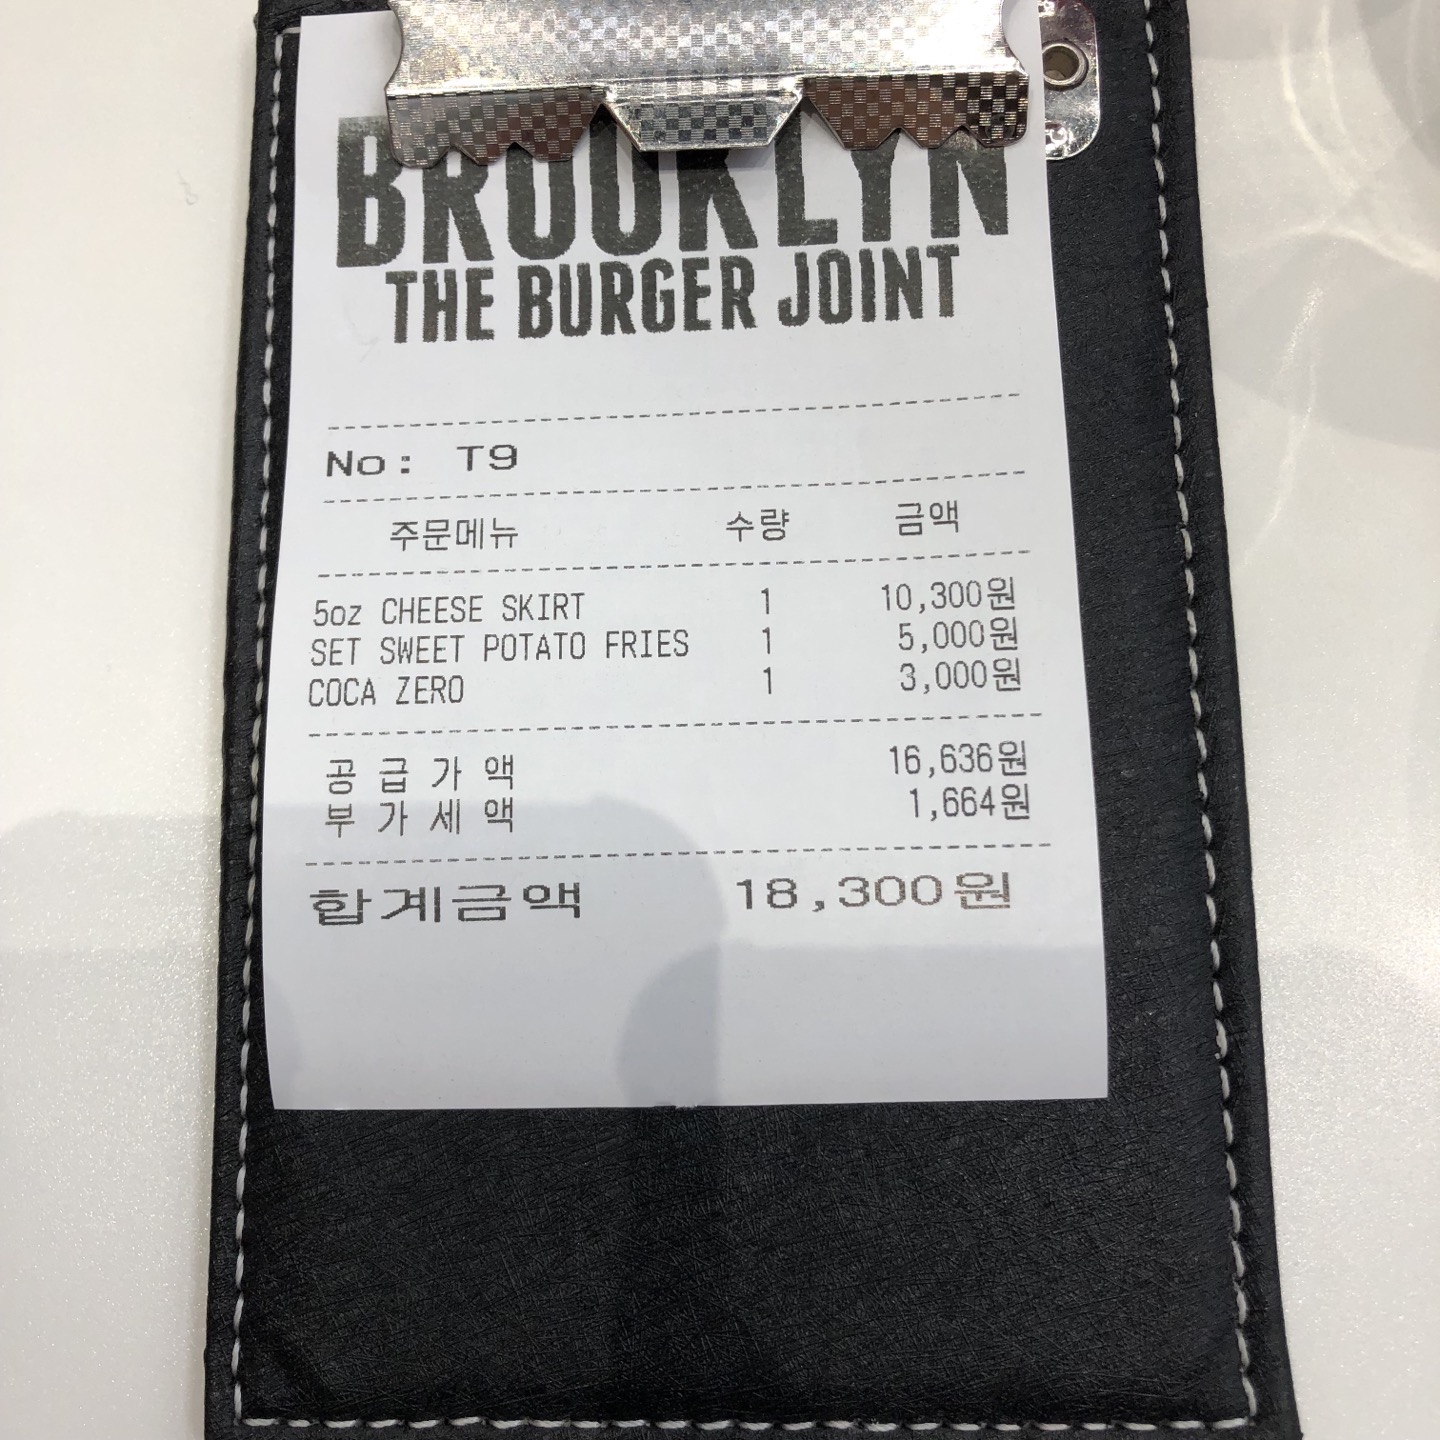 BROOKLYN
THE BURGER JOINT
No: T9
주문메뉴 수량 금액
5oz CHEESE SKIRT 1 10,300원
SET SWEET POTATO FRIES 1 5,000원
COCA ZERO 1 3,000원
공 급 가 액 16,636원
부 가 세 액 1,664원
합계금액 18,300원